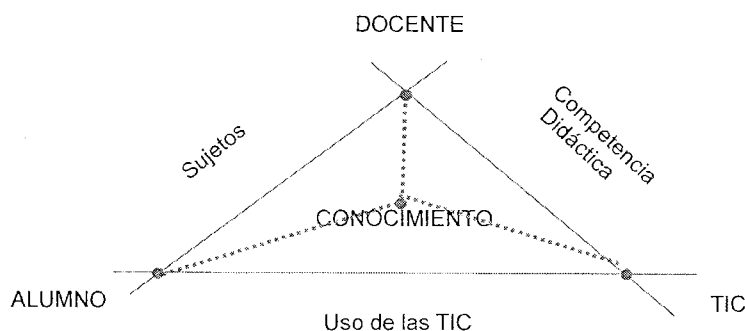 DOCENTE
Sujetos
Competencia
Didáctica
CONOCIMIENTO
ALUMNO
TIC
Uso de las TIC